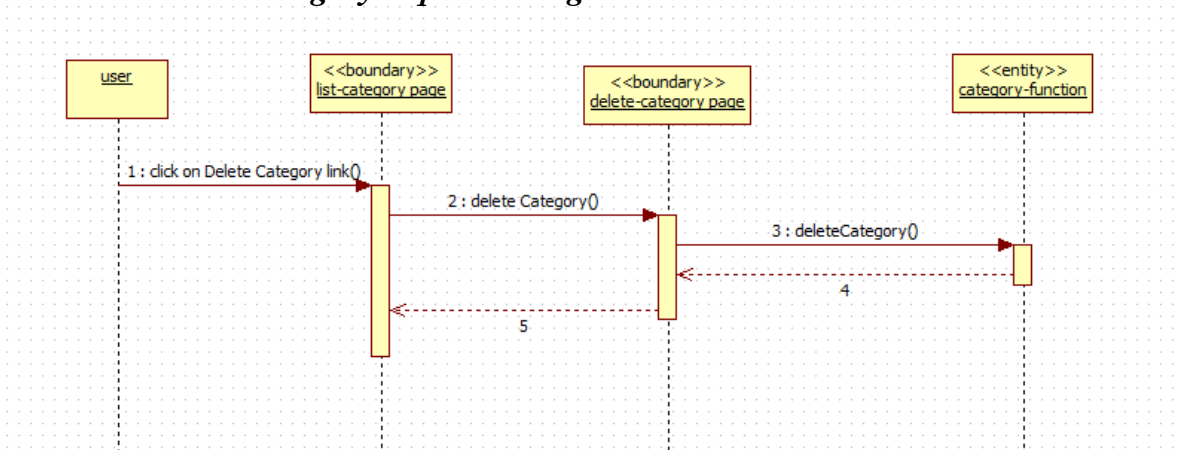 user
<<boundary>>
list-category page
<<boundary>>
delete-category page
<<entity>>
category-function
1 : click on Delete Category link()
2 : delete Category()
3 : deleteCategory()
4
5